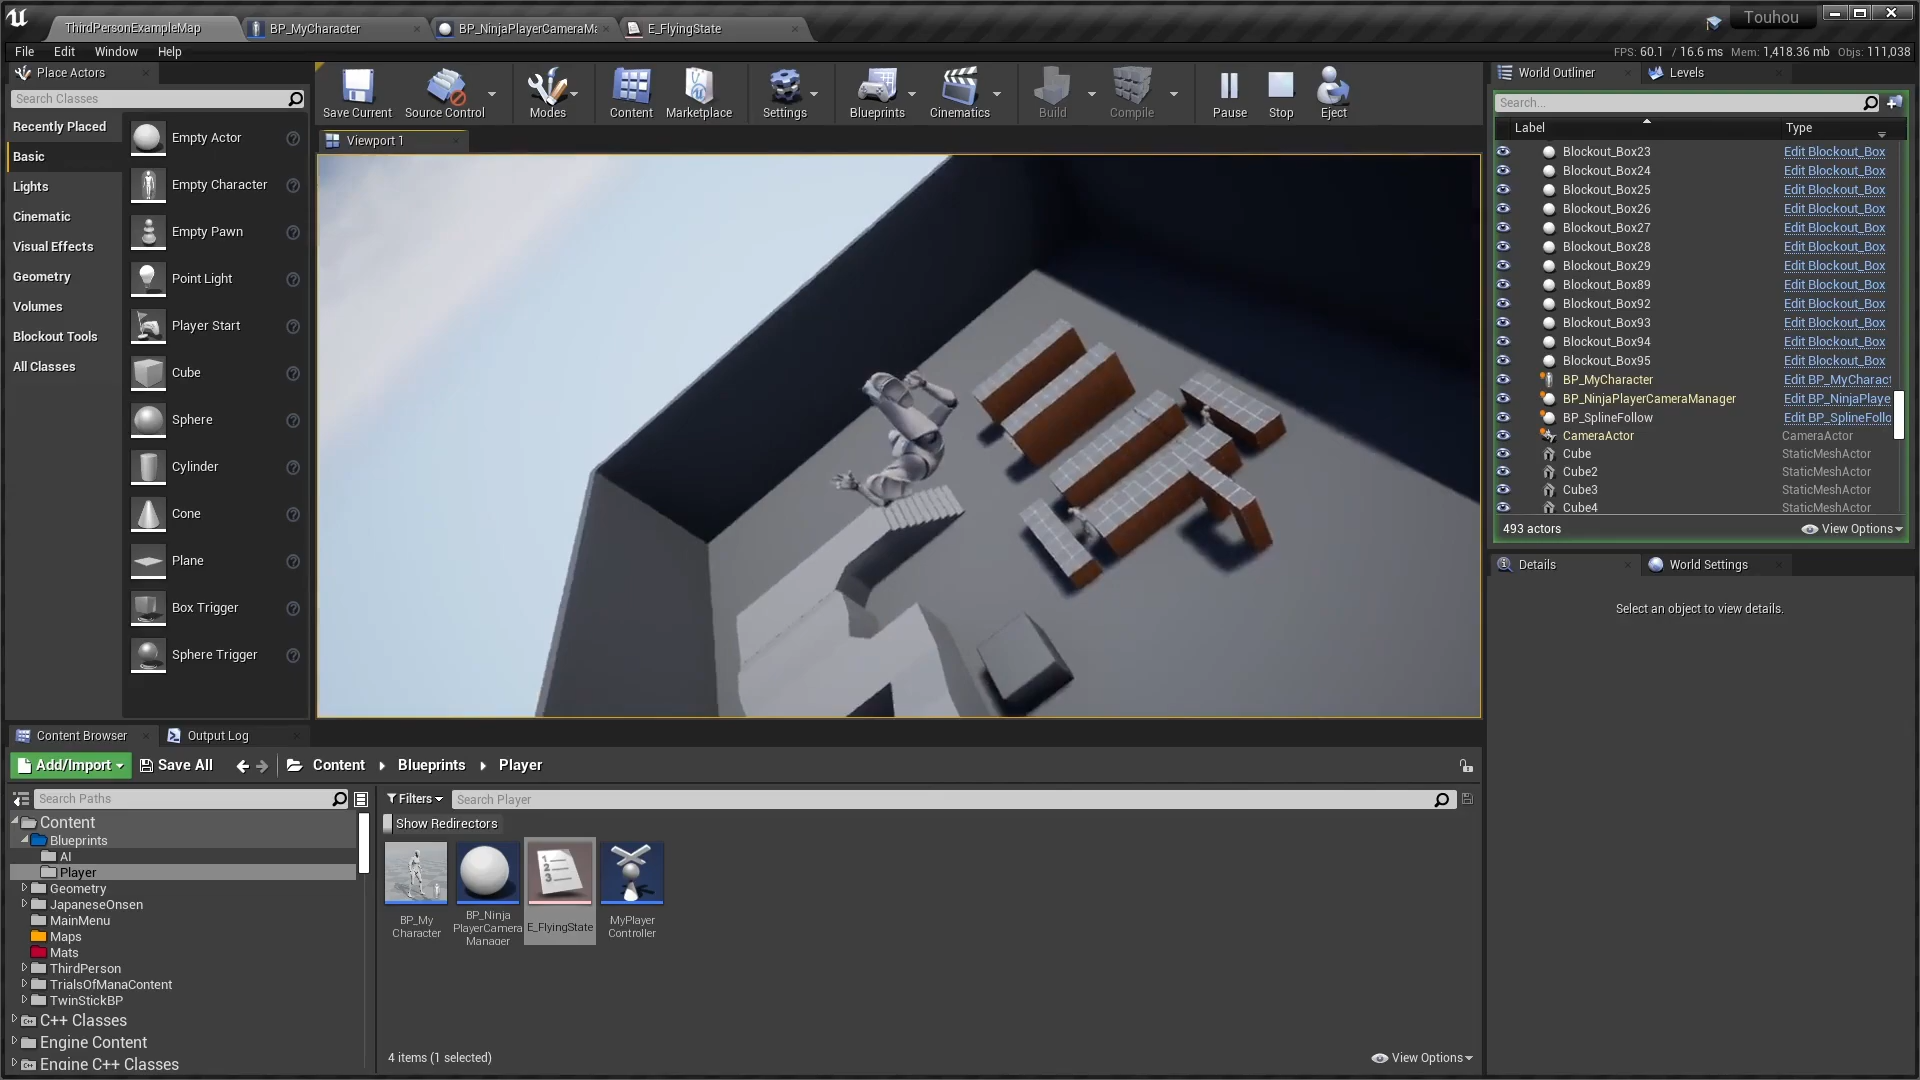 ThirdPersonExampleMap
BP_MyCharacter
BP_NinjaPlayerCameraMa
E_FlyingState
Touhou
File Edit Window Help
FPS: 60.1 / 16.6 ms Mem: 1,418.36 mb Objs: 111,038
Place Actors
Search Classes
Recently Placed
Basic
Lights
Cinematic
Visual Effects
Geometry
Volumes
Blockout Tools
All Classes
Empty Actor
Empty Character
Empty Pawn
Point Light
Player Start
Cube
Sphere
Cylinder
Cone
Plane
Box Trigger
Sphere Trigger
Save Current
Source Control
Modes
Content
Marketplace
Settings
Blueprints
Cinematics
Build
Compile
Pause
Stop
Eject
Viewport 1
World Outliner
Levels
Search...
Label Type
Blockout_Box23 Edit Blockout_Box
Blockout_Box24 Edit Blockout_Box
Blockout_Box25 Edit Blockout_Box
Blockout_Box26 Edit Blockout_Box
Blockout_Box27 Edit Blockout_Box
Blockout_Box28 Edit Blockout_Box
Blockout_Box29 Edit Blockout_Box
Blockout_Box89 Edit Blockout_Box
Blockout_Box92 Edit Blockout_Box
Blockout_Box93 Edit Blockout_Box
Blockout_Box94 Edit Blockout_Box
Blockout_Box95 Edit Blockout_Box
BP_MyCharacter Edit BP_MyCharact
BP_NinjaPlayerCameraManager Edit BP_NinjaPlaye
BP_SplineFollow Edit BP_SplineFollo
CameraActor CameraActor
Cube StaticMeshActor
Cube2 StaticMeshActor
Cube3 StaticMeshActor
Cube4 StaticMeshActor
493 actors
View Options
Details
World Settings
Select an object to view details.
Content Browser
Output Log
Add/Import
Save All
Content
Blueprints
Player
Search Paths
Content
Blueprints
AI
Player
Geometry
JapaneseOnsen
MainMenu
Maps
Mats
ThirdPerson
TrialsOfManaContent
TwinStickBP
C++ Classes
Engine Content
Engine C++ Classes
Filters
Search Player
Show Redirectors
BP_My
Character
BP_Ninja
PlayerCamera
Manager
E_FlyingState
MyPlayer
Controller
4 items (1 selected)
View Options